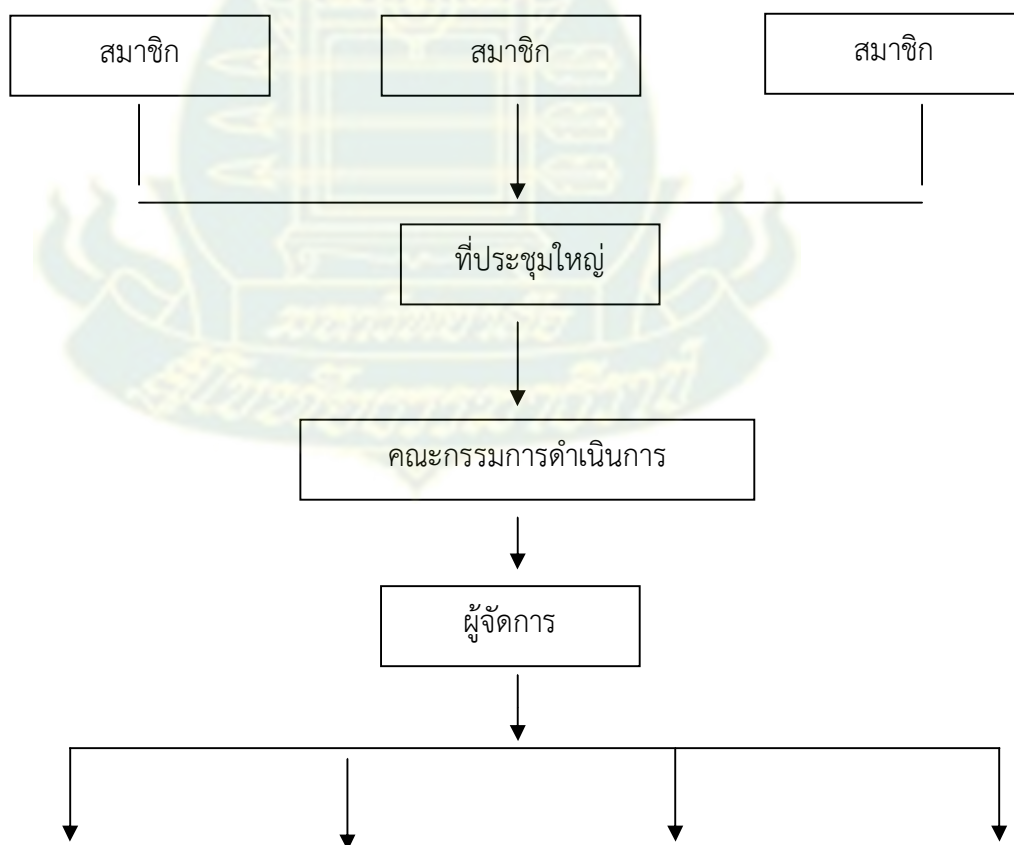 สมาชิก
สมาชิก
สมาชิก
ที่ประชุมใหญ่
คณะกรรมการดำเนินการ
ผู้จัดการ